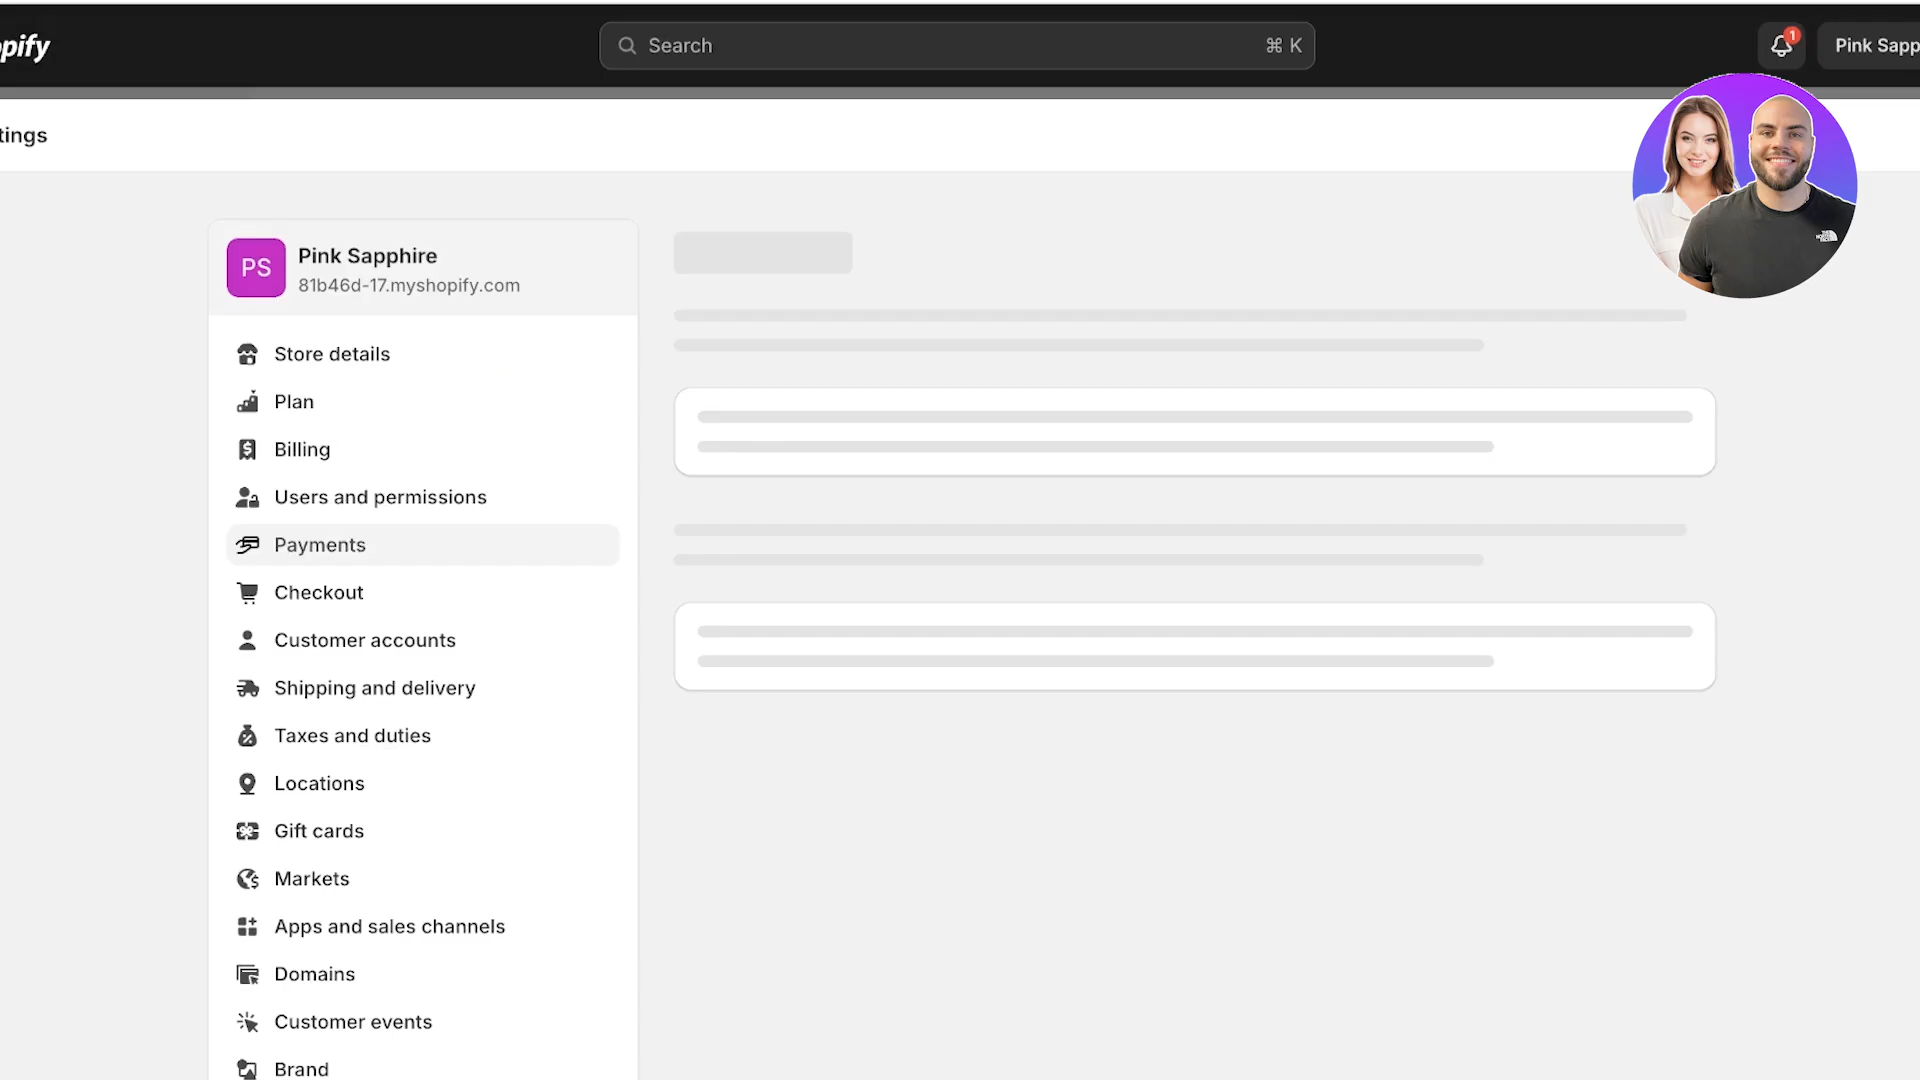 opify
Search
⌘ K
1
Pink Sapp
tings
PS
Pink Sapphire
81b46d-17.myshopify.com
Store details
Plan
Billing
Users and permissions
Payments
Checkout
Customer accounts
Shipping and delivery
Taxes and duties
Locations
Gift cards
Markets
Apps and sales channels
Domains
Customer events
Brand